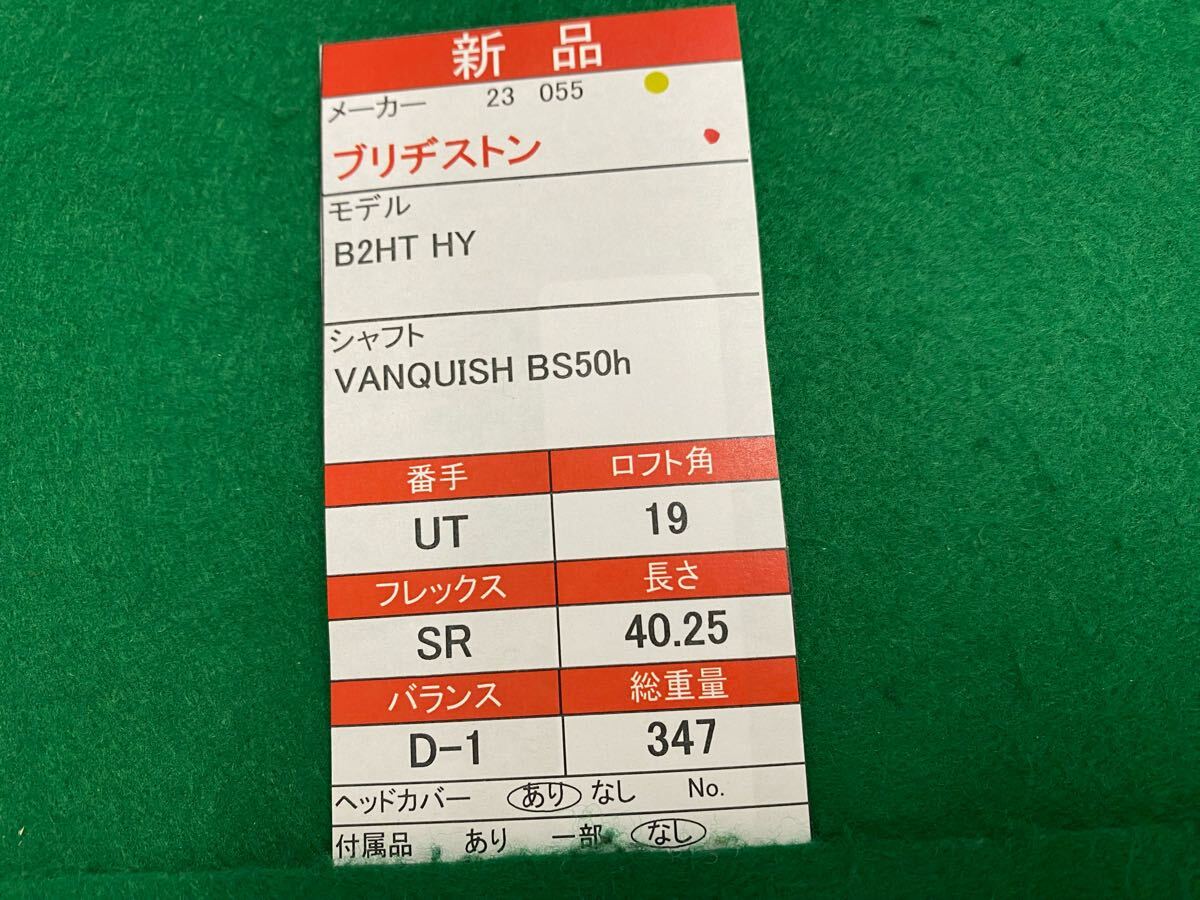 新 品
メーカー 23 055
ブリヂストン
モデル
B2HT HY
シャフト
VANQUISH BS50h
番手 ロフト角
UT 19
フレックス 長さ
SR 40.25
バランス 総重量
D-1 347
ヘッドカバー あり なし No.
付属品 あり 一部 なし